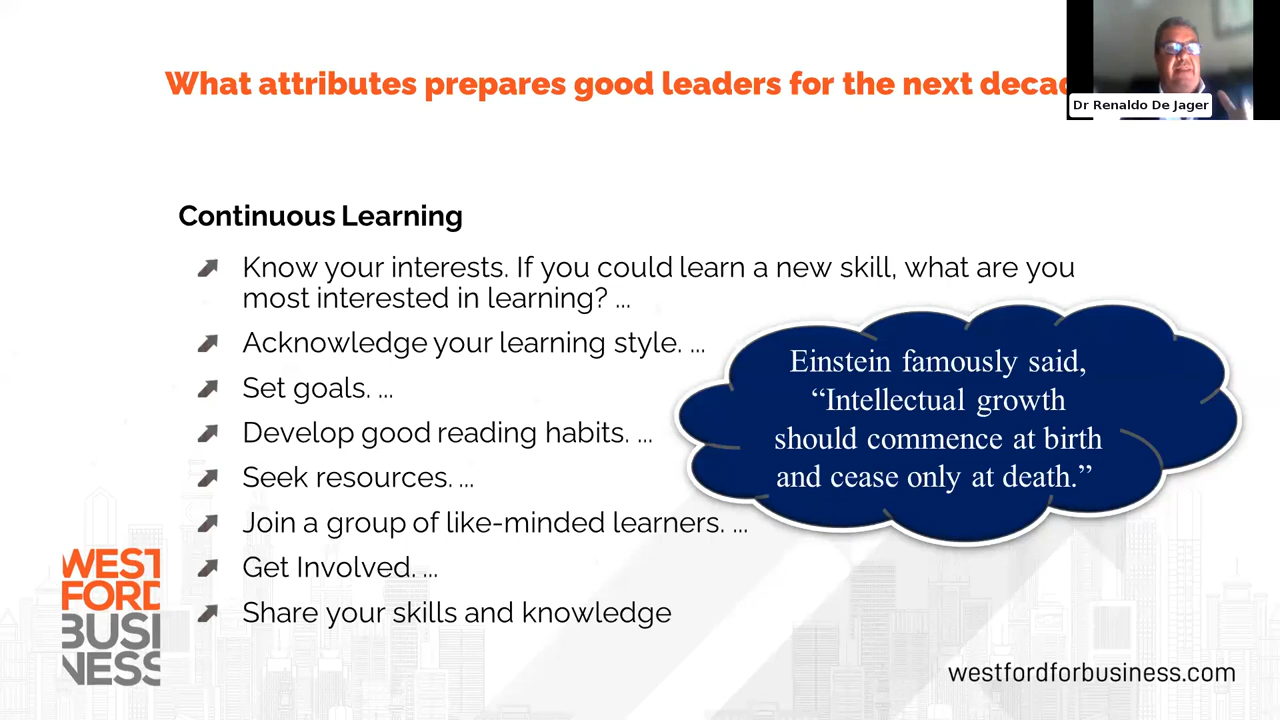 What attributes prepares good leaders for the next decad
Dr Renaldo De Jager
Continuous Learning
Know your interests. If you could learn a new skill, what are you
most interested in learning? ...
Acknowledge your learning style. ...
Set goals. ...
Develop good reading habits. ...
Seek resources. ...
Join a group of like-minded learners. ...
Get Involved. ...
Share your skills and knowledge
Einstein famously said,
“Intellectual growth
should commence at birth
and cease only at death.”
WEST
FORD
BUSI
NESS
westfordforbusiness.com